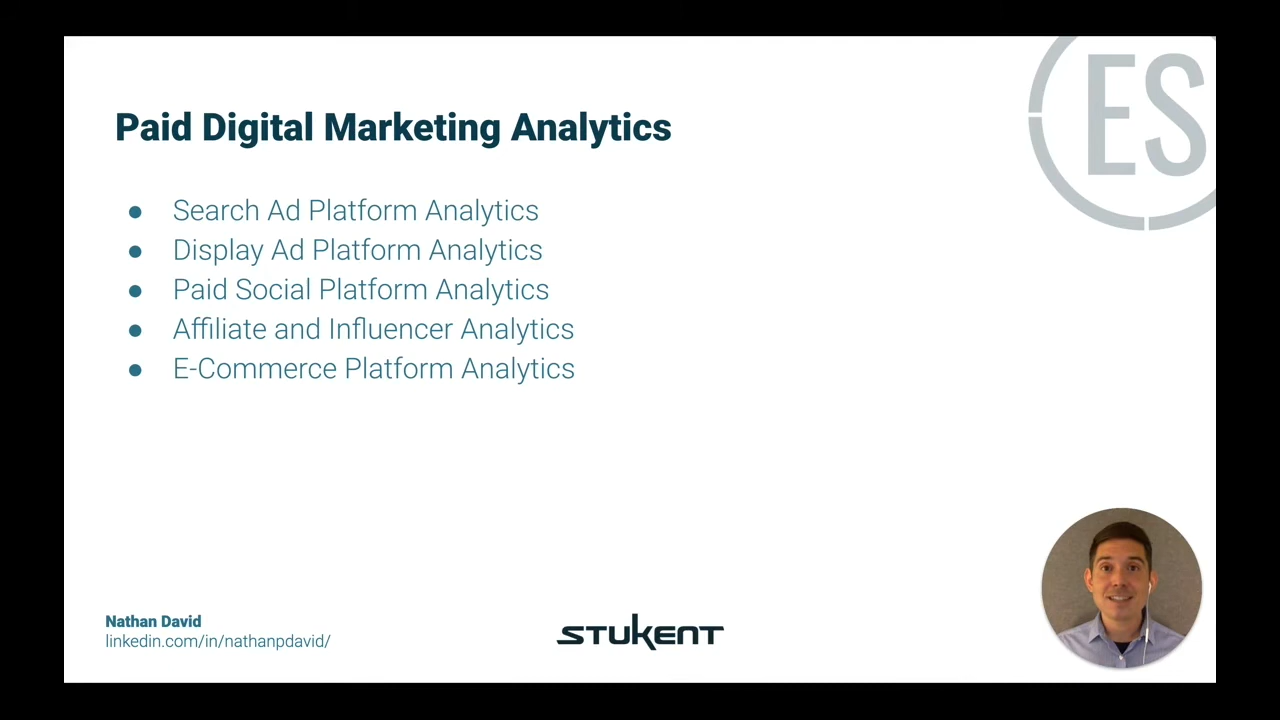 ES
Paid Digital Marketing Analytics
● Search Ad Platform Analytics
● Display Ad Platform Analytics
● Paid Social Platform Analytics
● Affiliate and Influencer Analytics
● E-Commerce Platform Analytics
Nathan David
linkedin.com/in/nathanpdavid/
STUKENT